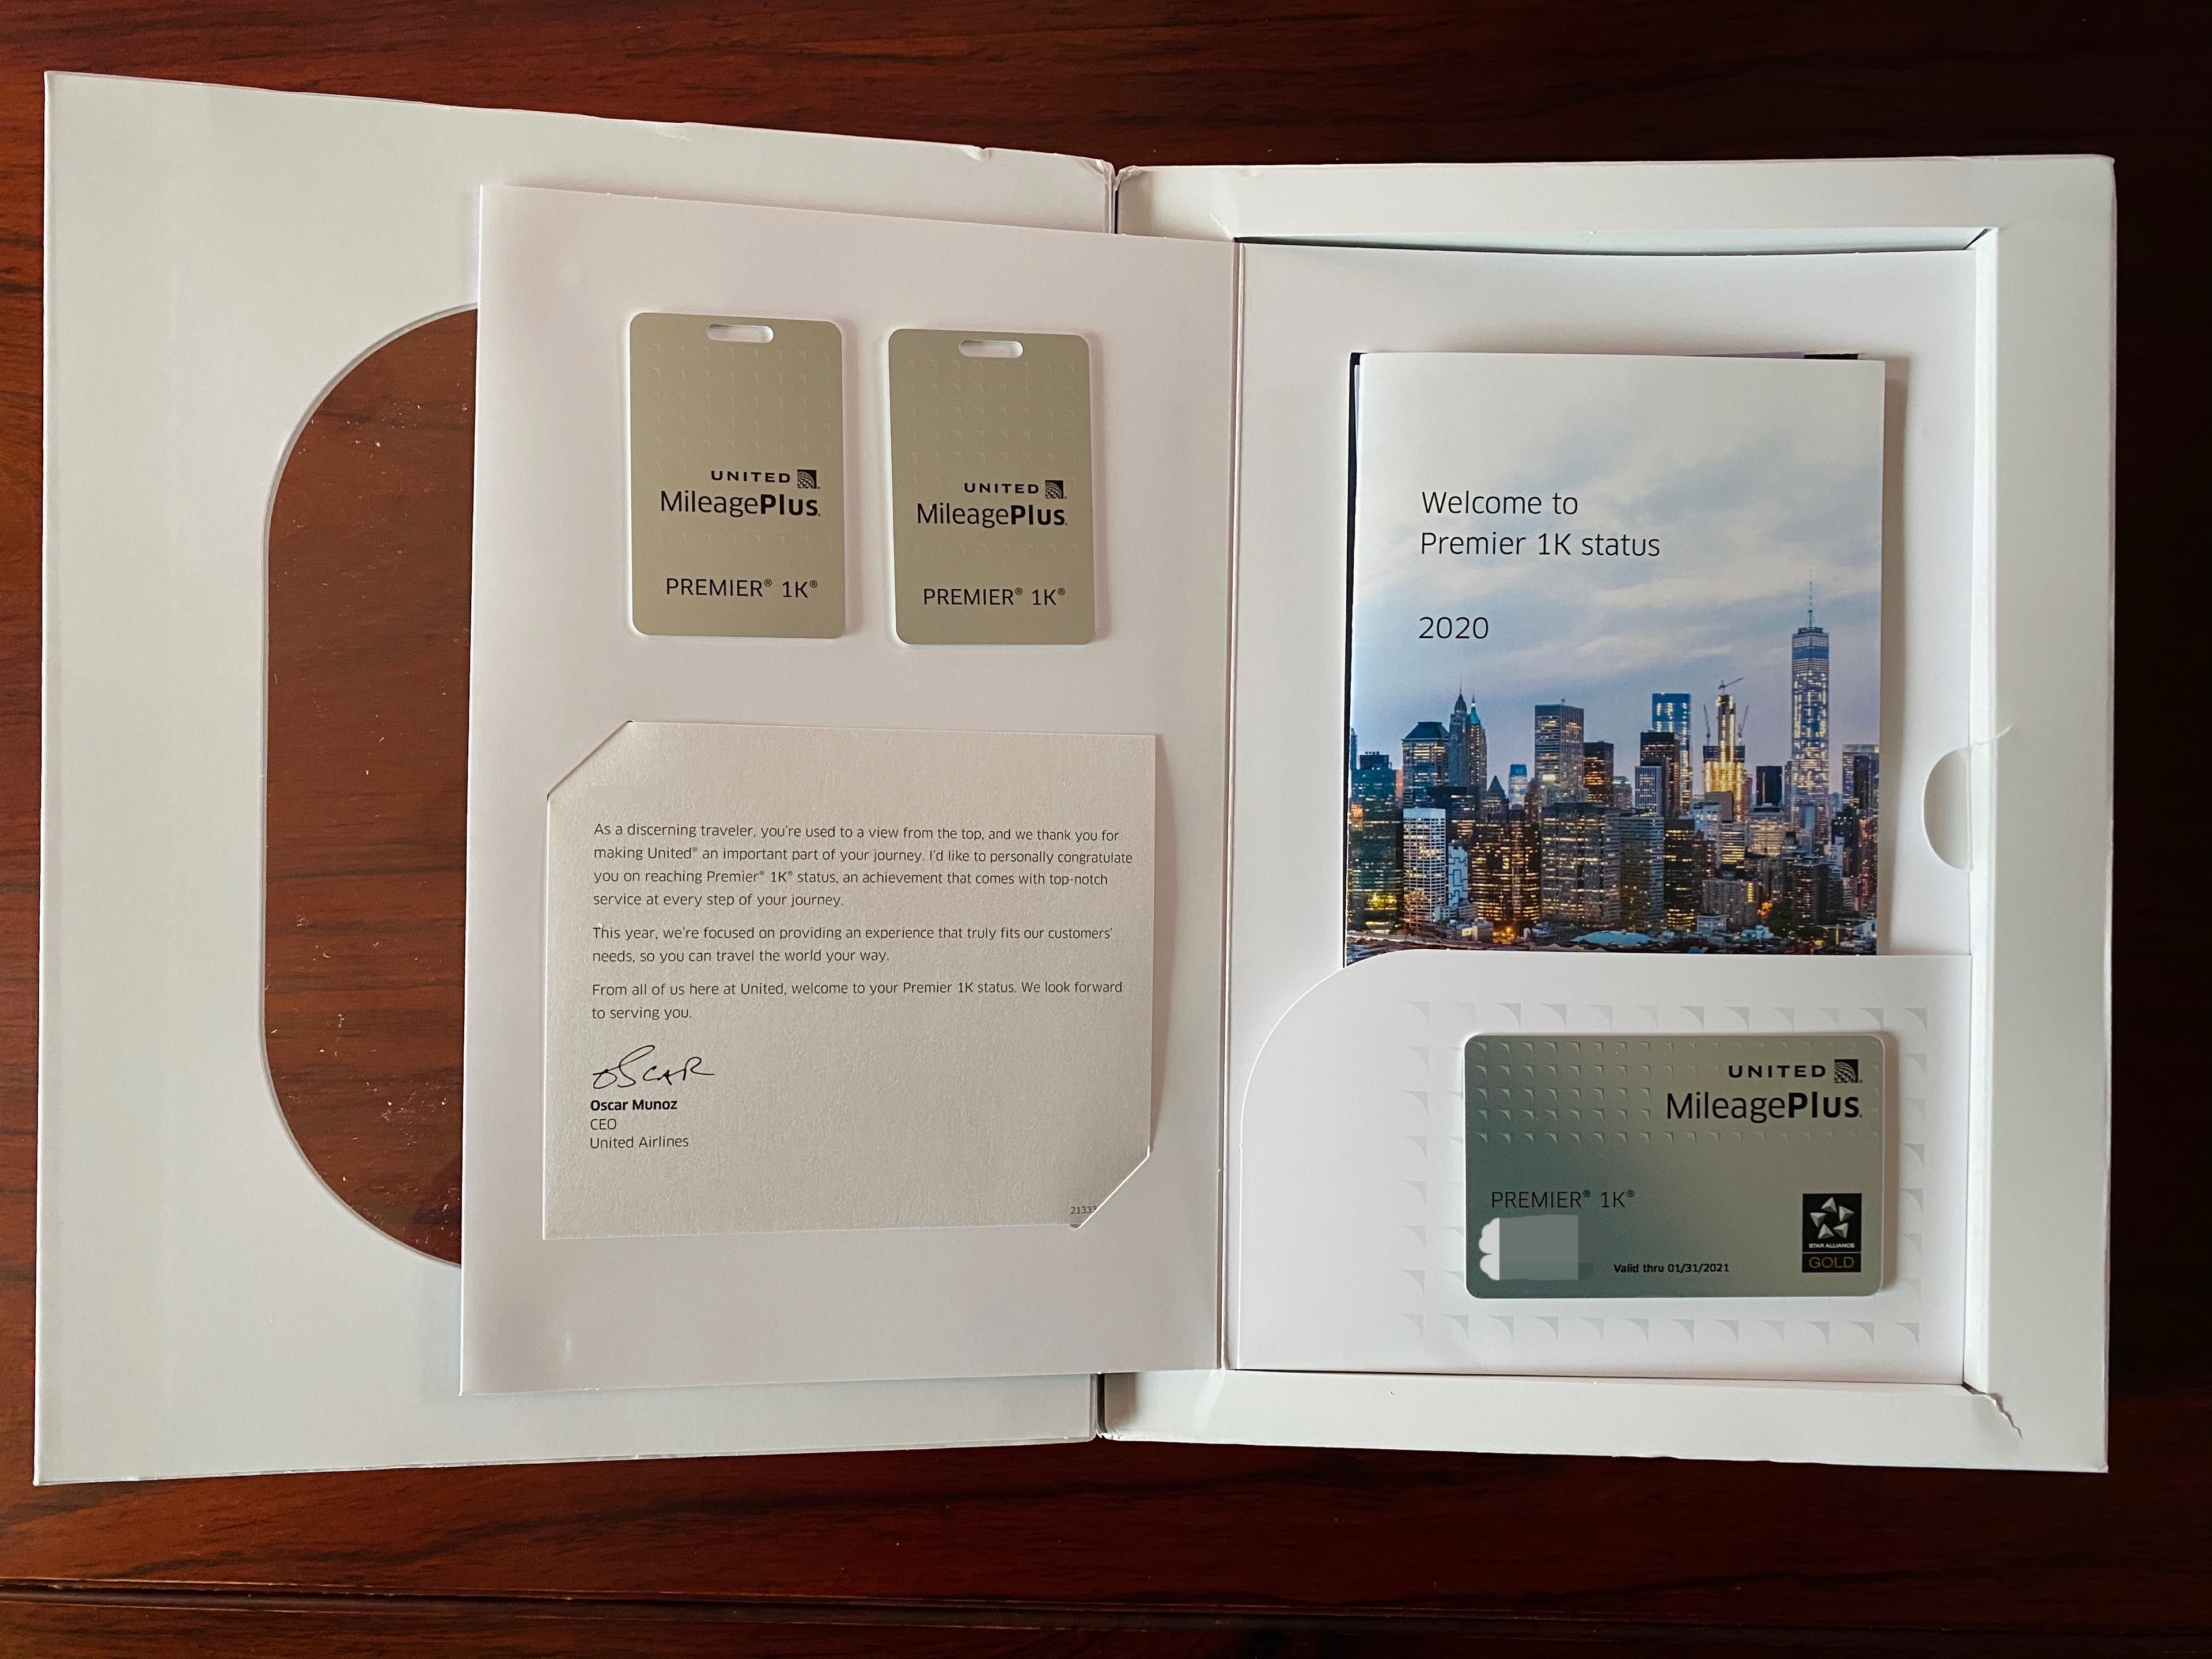 UNITED
MileagePlus.
PREMIER® 1K®
UNITED
MileagePlus.
PREMIER® 1K®
As a discerning traveler, you're used to a view from the top, and we thank you for
making United® an important part of your journey. I'd like to personally congratulate
you on reaching Premier® 1K® status, an achievement that comes with top-notch
service at every step of your journey.
This year, we're focused on providing an experience that truly fits our customers'
needs, so you can travel the world your way.
From all of us here at United, welcome to your Premier 1K status. We look forward
to serving you.
OSCAR
Oscar Munoz
CEO
United Airlines
Welcome to
Premier 1K status
2020
UNITED
MileagePlus.
PREMIER® 1K®
Valid thru 01/31/2021
STAR ALLIANCE
GOLD